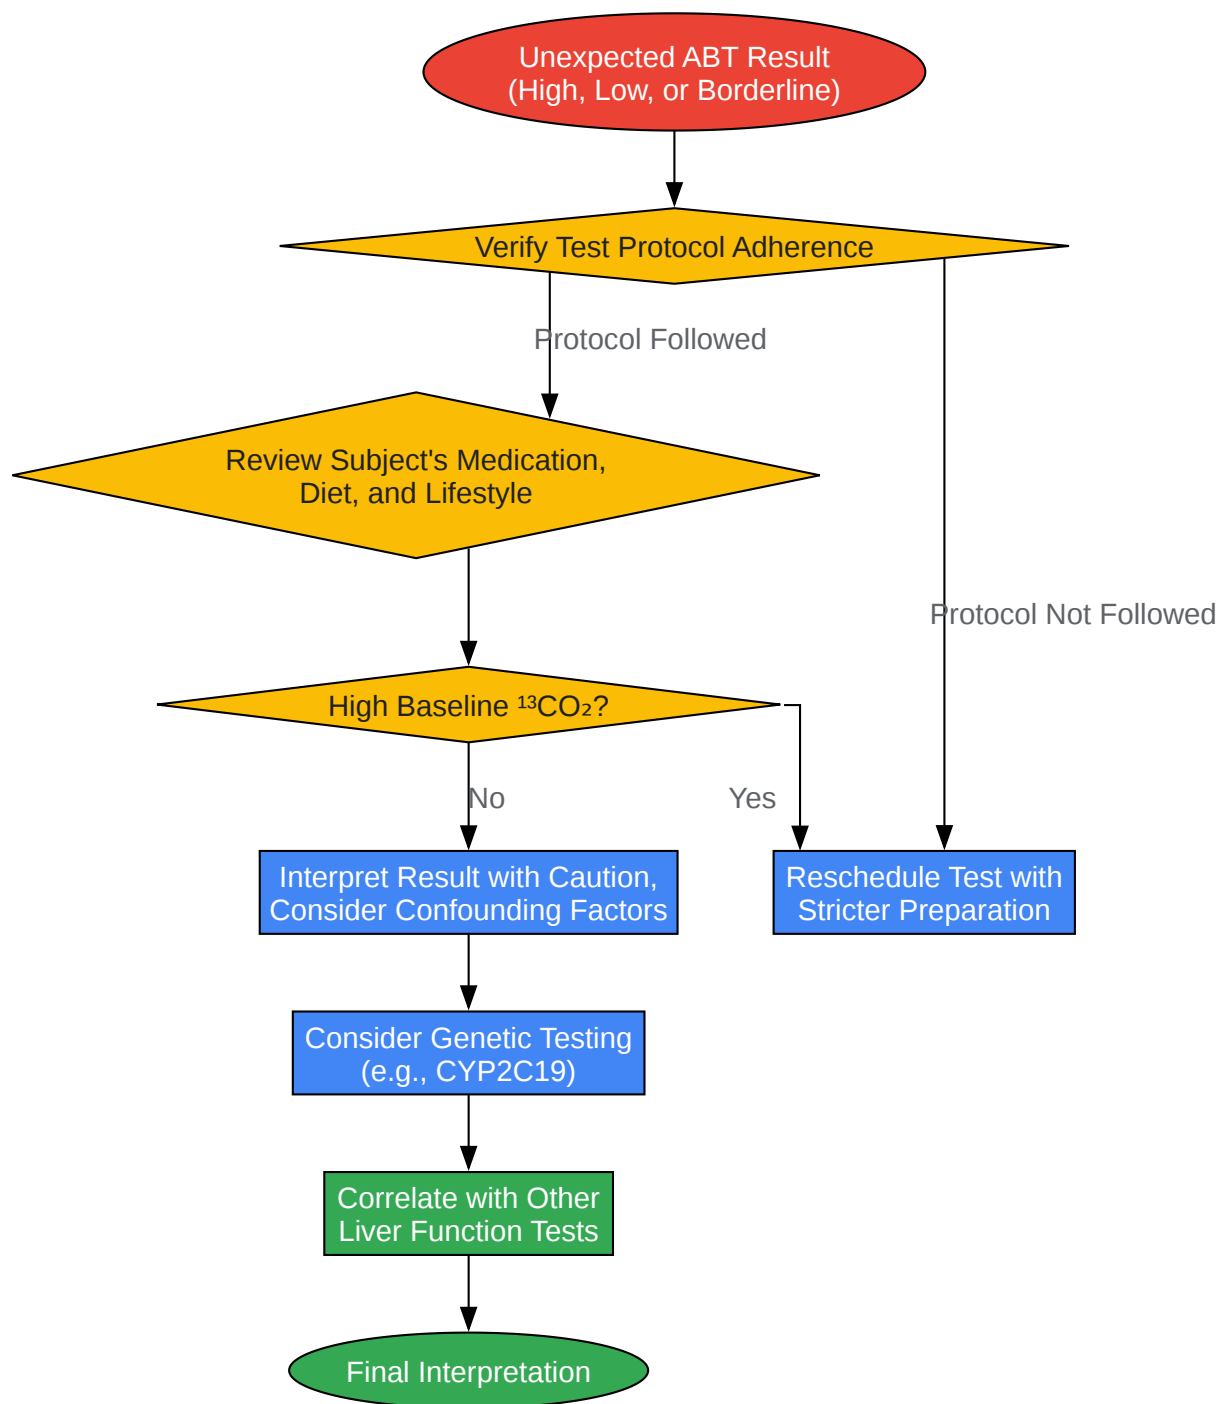 Unexpected ABT Result
(High, Low, or Borderline)
Verify Test Protocol Adherence
Protocol Followed
Review Subject's Medication,
Diet, and Lifestyle
Protocol Not Followed
High Baseline ¹³CO₂?
No
Yes
Interpret Result with Caution,
Consider Confounding Factors
Reschedule Test with
Stricter Preparation
Consider Genetic Testing
(e.g., CYP2C19)
Correlate with Other
Liver Function Tests
Final Interpretation